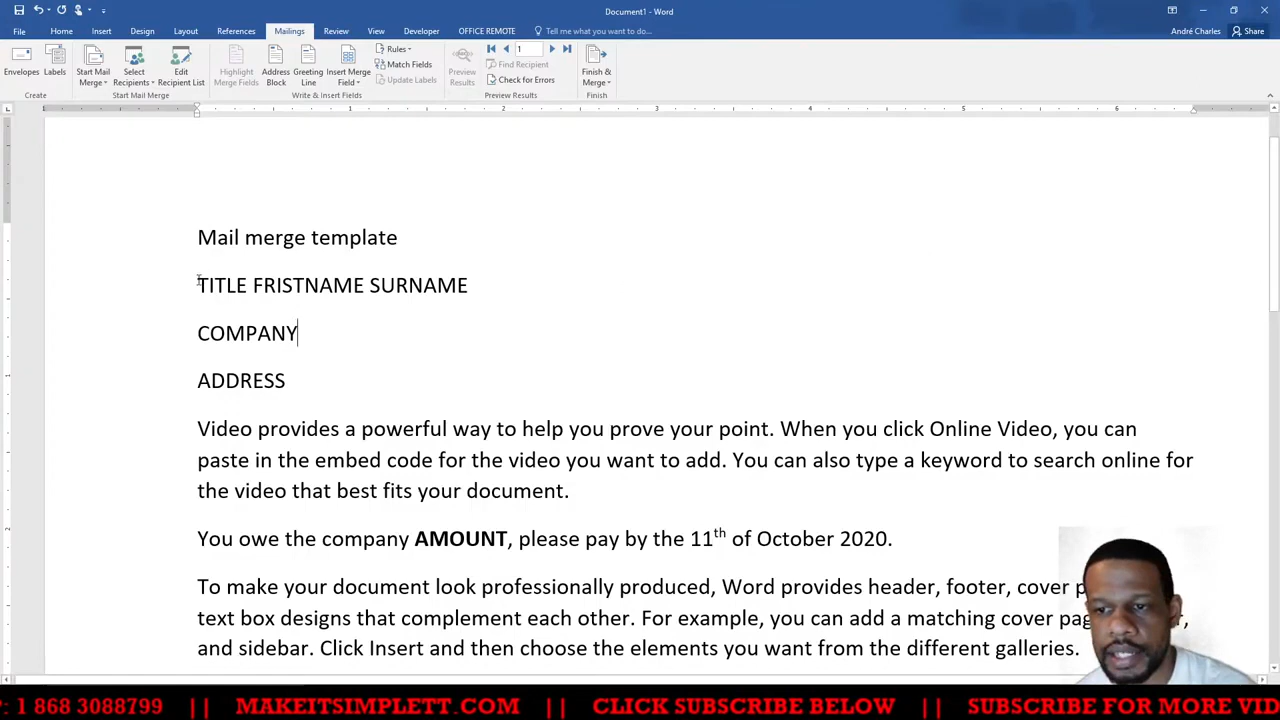 Document1 - Word
File Home Insert Design Layout References Mailings Review View Developer OFFICE REMOTE Tell me what you want to do... André Charles Share
Envelopes Labels Start Mail Merge Select Recipients Edit Recipient List Highlight Merge Fields Address Block Greeting Line Insert Merge Field Rules Match Fields Update Labels Preview Results 1 Find Recipient Check for Errors Finish & Merge
Create Start Mail Merge Write & Insert Fields Preview Results Finish
1 2 3 4 5 6
Mail merge template
TITLE FRISTNAME SURNAME
COMPANY
ADDRESS
Video provides a powerful way to help you prove your point. When you click Online Video, you can
paste in the embed code for the video you want to add. You can also type a keyword to search online for
the video that best fits your document.
You owe the company AMOUNT, please pay by the 11th of October 2020.
To make your document look professionally produced, Word provides header, footer, cover
text box designs that complement each other. For example, you can add a matching cover
and sidebar. Click Insert and then choose the elements you want from the different galleries.
: 1 868 3088799 || MAKEITSIMPLETT.COM || CLICK SUBSCRIBE BELOW || SUBSCRIBE FOR MORE VID